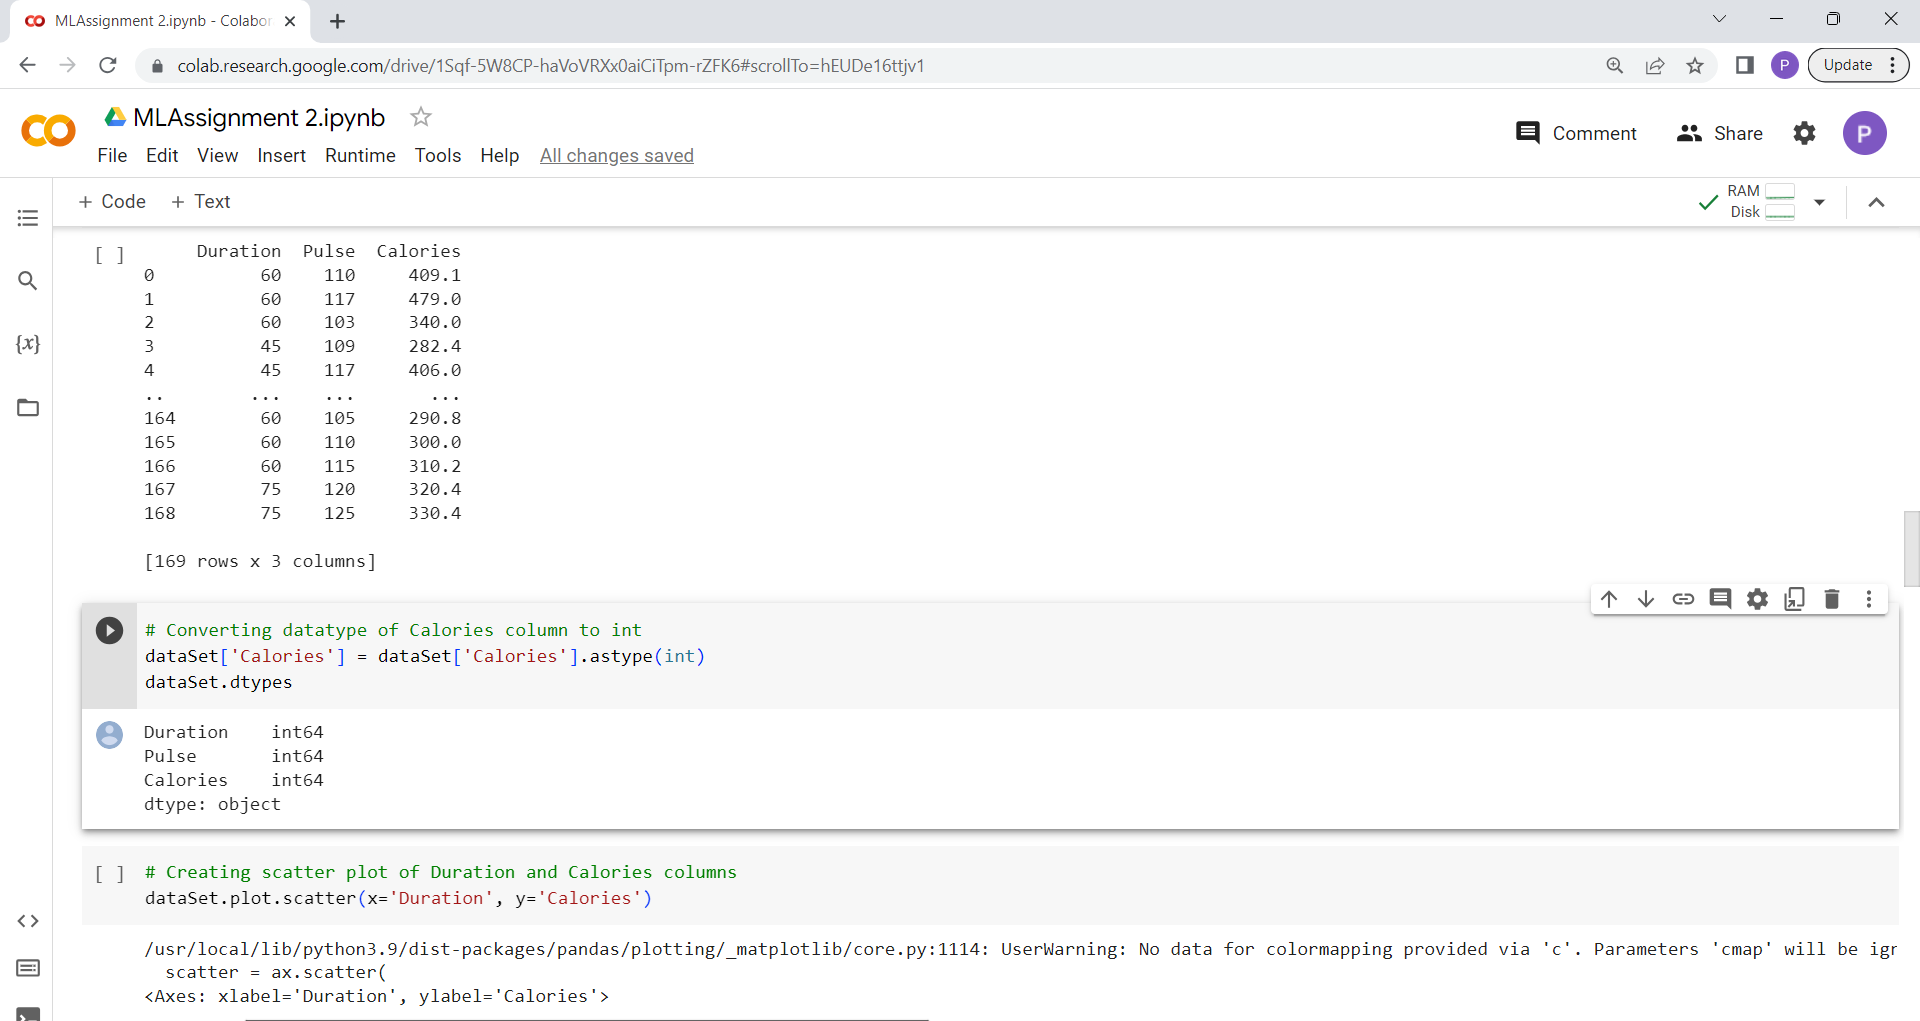 MLAssignment 2.ipynb - Colabor
colab.research.google.com/drive/1Sqf-5W8CP-haVoVRXx0aiCiTpm-rZFK6#scrollTo=hEUDe16ttjv1
P
Update
MLAssignment 2.ipynb
Comment
Share
P
File Edit View Insert Runtime Tools Help All changes saved
+ Code + Text
RAM
Disk
{x}
[ ] Duration Pulse Calories
0 60 110 409.1
1 60 117 479.0
2 60 103 340.0
3 45 109 282.4
4 45 117 406.0
.. ... ... ...
164 60 105 290.8
165 60 110 300.0
166 60 115 310.2
167 75 120 320.4
168 75 125 330.4
[169 rows x 3 columns]
# Converting datatype of Calories column to int
dataSet['Calories'] = dataSet['Calories'].astype(int)
dataSet.dtypes
Duration int64
Pulse int64
Calories int64
dtype: object
[ ] # Creating scatter plot of Duration and Calories columns
dataSet.plot.scatter(x='Duration', y='Calories')
/usr/local/lib/python3.9/dist-packages/pandas/plotting/_matplotlib/core.py:1114: UserWarning: No data for colormapping provided via 'c'. Parameters 'cmap' will be igr
scatter = ax.scatter(
<Axes: xlabel='Duration', ylabel='Calories'>